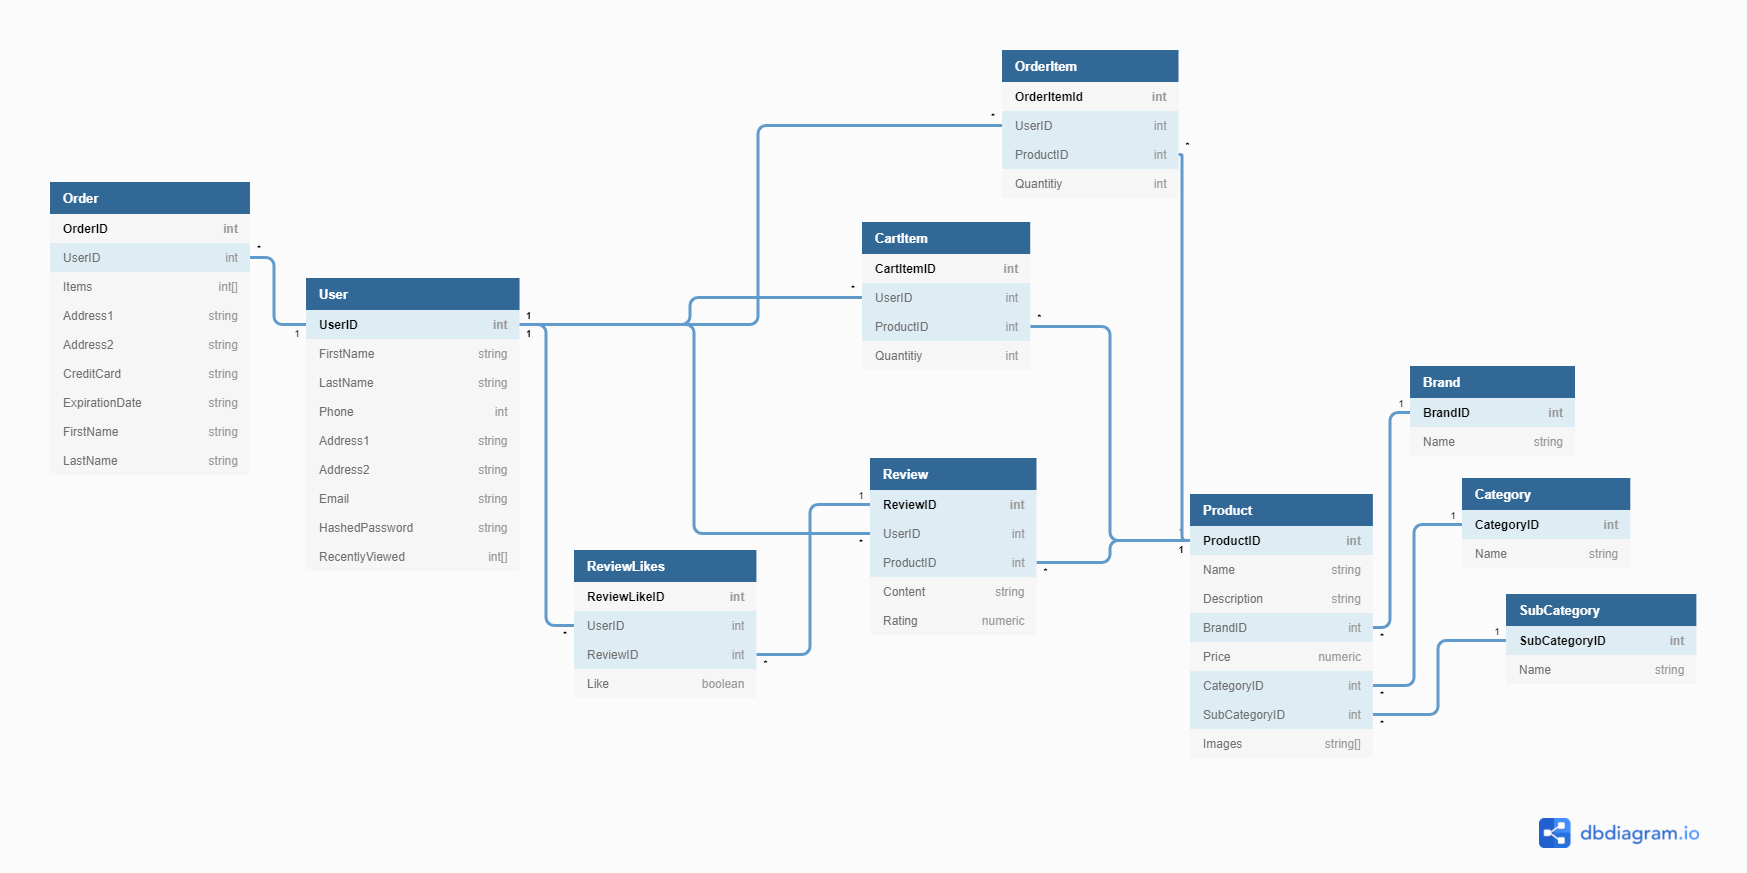 OrderItem
OrderItemId int
* UserID int
ProductID int *
Quantitiy int
Order
OrderID int
UserID int *
Items int[]
Address1 string
Address2 string
CreditCard string
ExpirationDate string
FirstName string
LastName string
User
1 UserID int 1
1
FirstName string
LastName string
Phone int
Address1 string
Address2 string
Email string
HashedPassword string
RecentlyViewed int[]
CartItem
CartItemID int
* UserID int
ProductID int *
Quantitiy int
Review
1 ReviewID int
* UserID int
ProductID int *
Content string
Rating numeric
ReviewLikes
ReviewLikeID int
* UserID int
ReviewID int *
Like boolean
Product
1 ProductID int
1
Name string
Description string
BrandID int *
Price numeric
CategoryID int *
SubCategoryID int *
Images string[]
Brand
1 BrandID int
Name string
Category
1 CategoryID int
Name string
SubCategory
1 SubCategoryID int
Name string
dbdiagram.io